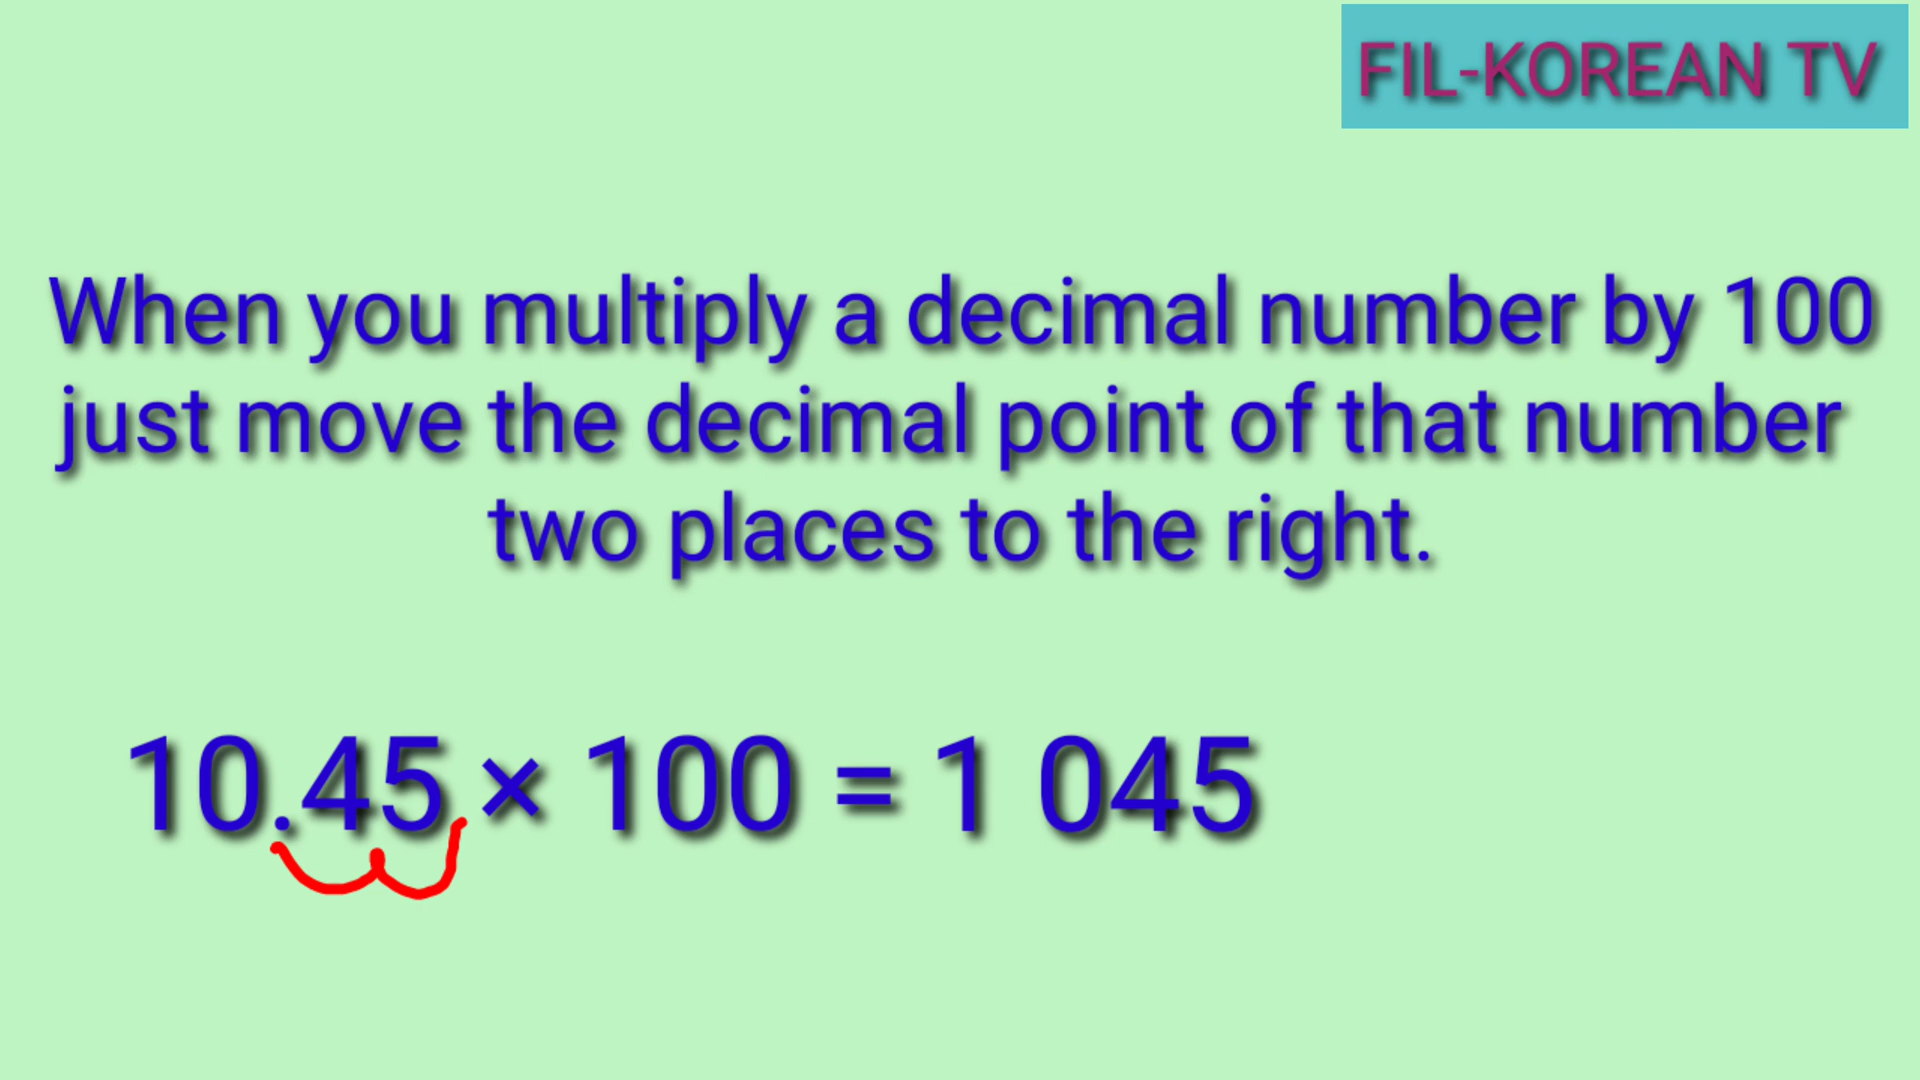 FIL-KOREAN TV
When you multiply a decimal number by 100
just move the decimal point of that number
two places to the right.
10.45 × 100 = 1 045